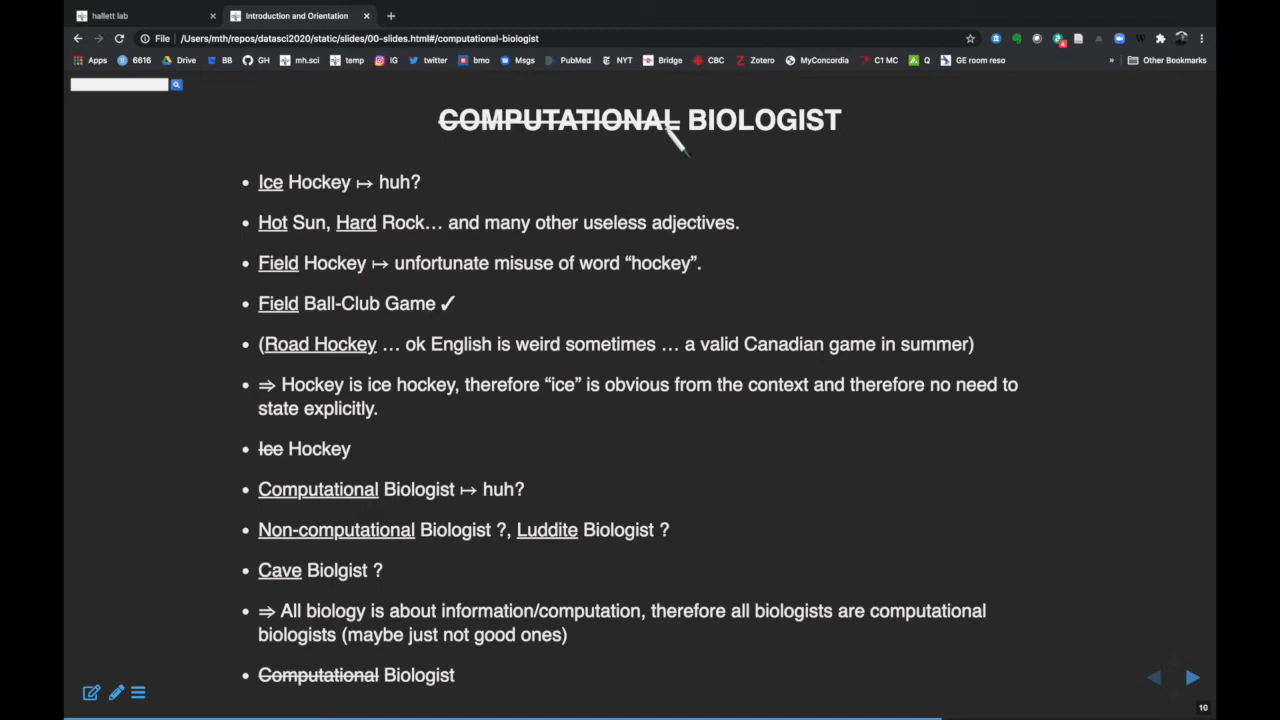 hallett lab
Introduction and Orientation
File /Users/mth/repos/datasci2020/static/slides/00-slides.html#/computational-biologist
Apps 6616 Drive BB GH mh.sci temp IG twitter bmo Msgs PubMed NYT Bridge CBC Zotero MyConcordia C1 MC Q GE room reso » Other Bookmarks
COMPUTATIONAL BIOLOGIST
• Ice Hockey ↦ huh?
• Hot Sun, Hard Rock… and many other useless adjectives.
• Field Hockey ↦ unfortunate misuse of word “hockey”.
• Field Ball-Club Game ✓
• (Road Hockey … ok English is weird sometimes … a valid Canadian game in summer)
• ⇒ Hockey is ice hockey, therefore “ice” is obvious from the context and therefore no need to
state explicitly.
• Ice Hockey
• Computational Biologist ↦ huh?
• Non-computational Biologist ?, Luddite Biologist ?
• Cave Biolgist ?
• ⇒ All biology is about information/computation, therefore all biologists are computational
biologists (maybe just not good ones)
• Computational Biologist
10